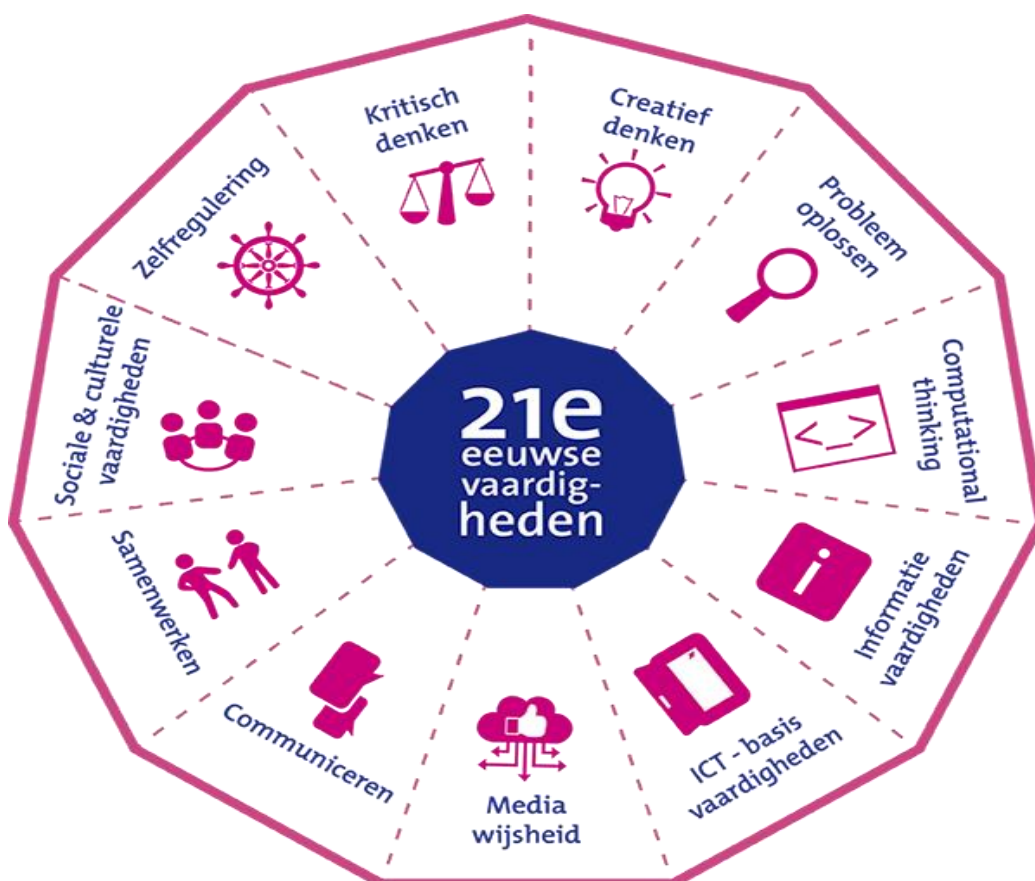 21e
eeuwse
vaardig-
heden
Kritisch
denken
Creatief
denken
Probleem
oplossen
Computational
thinking
Informatie
vaardigheden
ICT - basis
vaardigheden
Media
wijsheid
Communiceren
Samenwerken
Sociale & culturele
vaardigheden
Zelfregulering